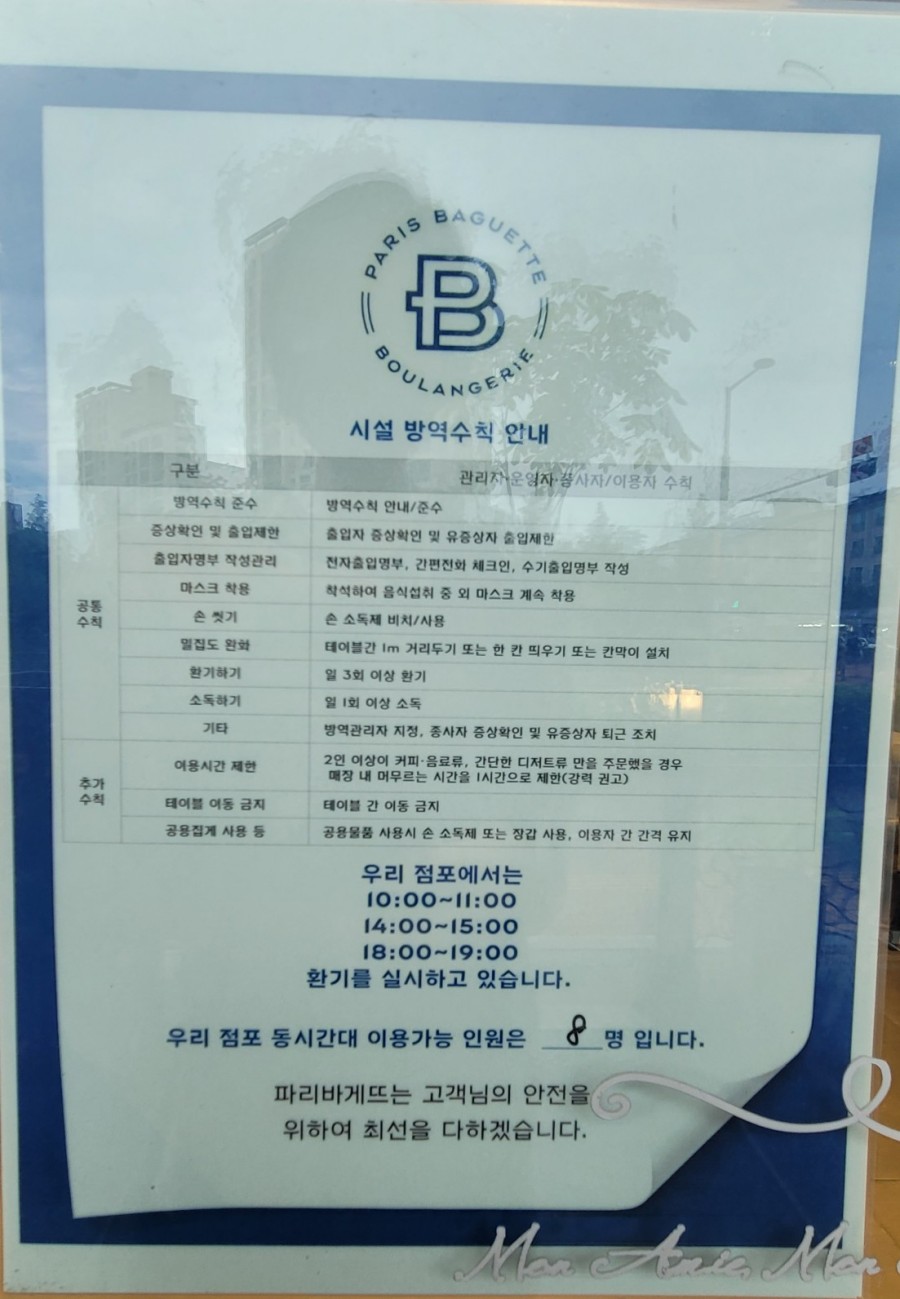 PARIS BAGUETTE
B
BOULANGERIE
시설 방역수칙 안내
구분 관리자·운영자·종사자/이용자 수칙
공통 수칙
방역수칙 준수 방역수칙 안내/준수
증상확인 및 출입제한 출입자 증상확인 및 유증상자 출입제한
출입자명부 작성관리 전자출입명부, 간편전화 체크인, 수기출입명부 작성
마스크 착용 착석하여 음식섭취 중 외 마스크 계속 착용
손 씻기 손 소독제 비치/사용
밀집도 완화 테이블간 1m 거리두기 또는 한 칸 띄우기 또는 칸막이 설치
환기하기 일 3회 이상 환기
소독하기 일 1회 이상 소독
기타 방역관리자 지정, 종사자 증상확인 및 유증상자 퇴근 조치
추가 수칙
이용시간 제한 2인 이상이 커피·음료류, 간단한 디저트류 만을 주문했을 경우
매장 내 머무르는 시간을 1시간으로 제한(강력 권고)
테이블 이동 금지 테이블 간 이동 금지
공용집게 사용 등 공용물품 사용시 손 소독제 또는 장갑 사용, 이용자 간 간격 유지
우리 점포에서는
10:00~11:00
14:00~15:00
18:00~19:00
환기를 실시하고 있습니다.
우리 점포 동시간대 이용가능 인원은 8 명 입니다.
파리바게뜨는 고객님의 안전을
위하여 최선을 다하겠습니다.